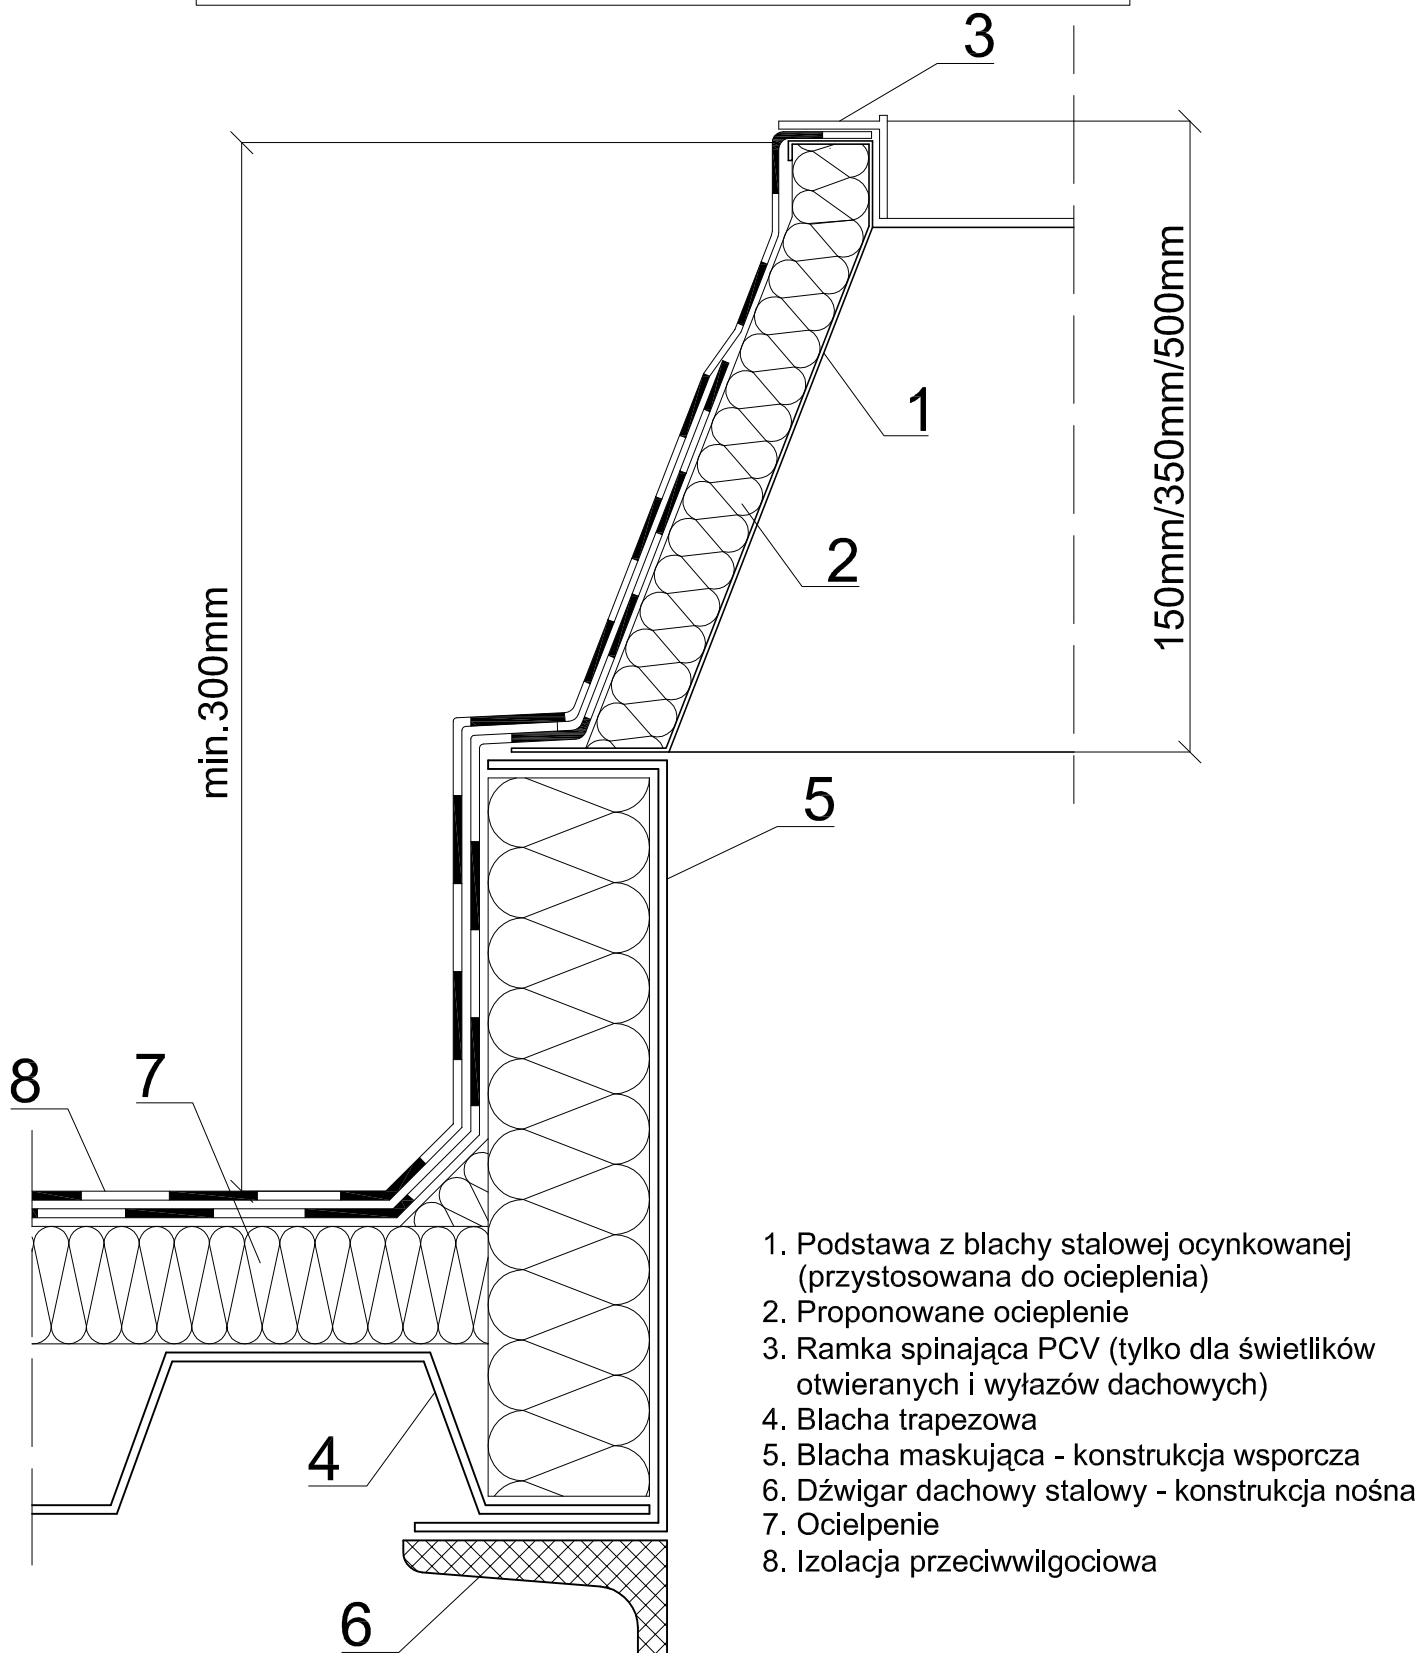 3
1
2
150mm/350mm/500mm
min.300mm
5
8
7
4
6
1. Podstawa z blachy stalowej ocynkowanej
(przystosowana do ocieplenia)
2. Proponowane ocieplenie
3. Ramka spinająca PCV (tylko dla świetlików
otwieranych i wyłazów dachowych)
4. Blacha trapezowa
5. Blacha maskująca - konstrukcja wsporcza
6. Dźwigar dachowy stalowy - konstrukcja nośna
7. Ocielpenie
8. Izolacja przeciwwilgociowa